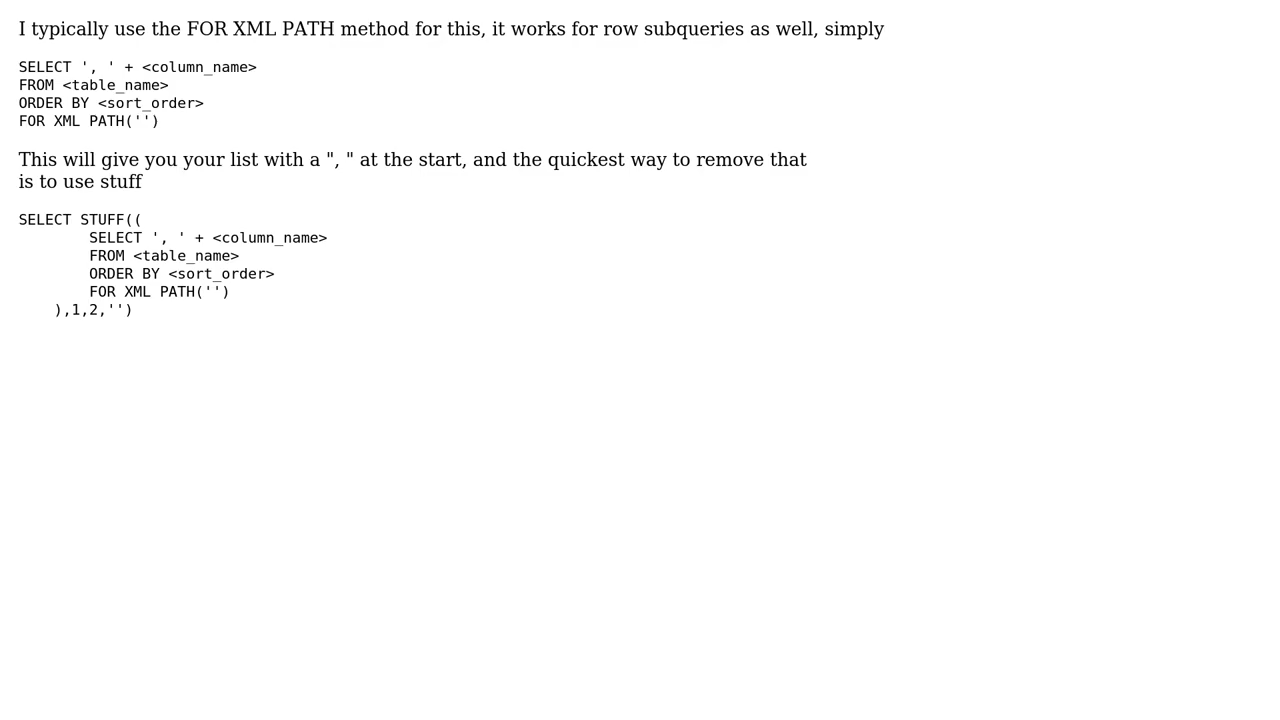 I typically use the FOR XML PATH method for this, it works for row subqueries as well, simply
SELECT ', ' + <column_name>
FROM <table_name>
ORDER BY <sort_order>
FOR XML PATH('')
This will give you your list with a ", " at the start, and the quickest way to remove that
is to use stuff
SELECT STUFF((
        SELECT ', ' + <column_name>
        FROM <table_name>
        ORDER BY <sort_order>
        FOR XML PATH('')
    ),1,2,'')